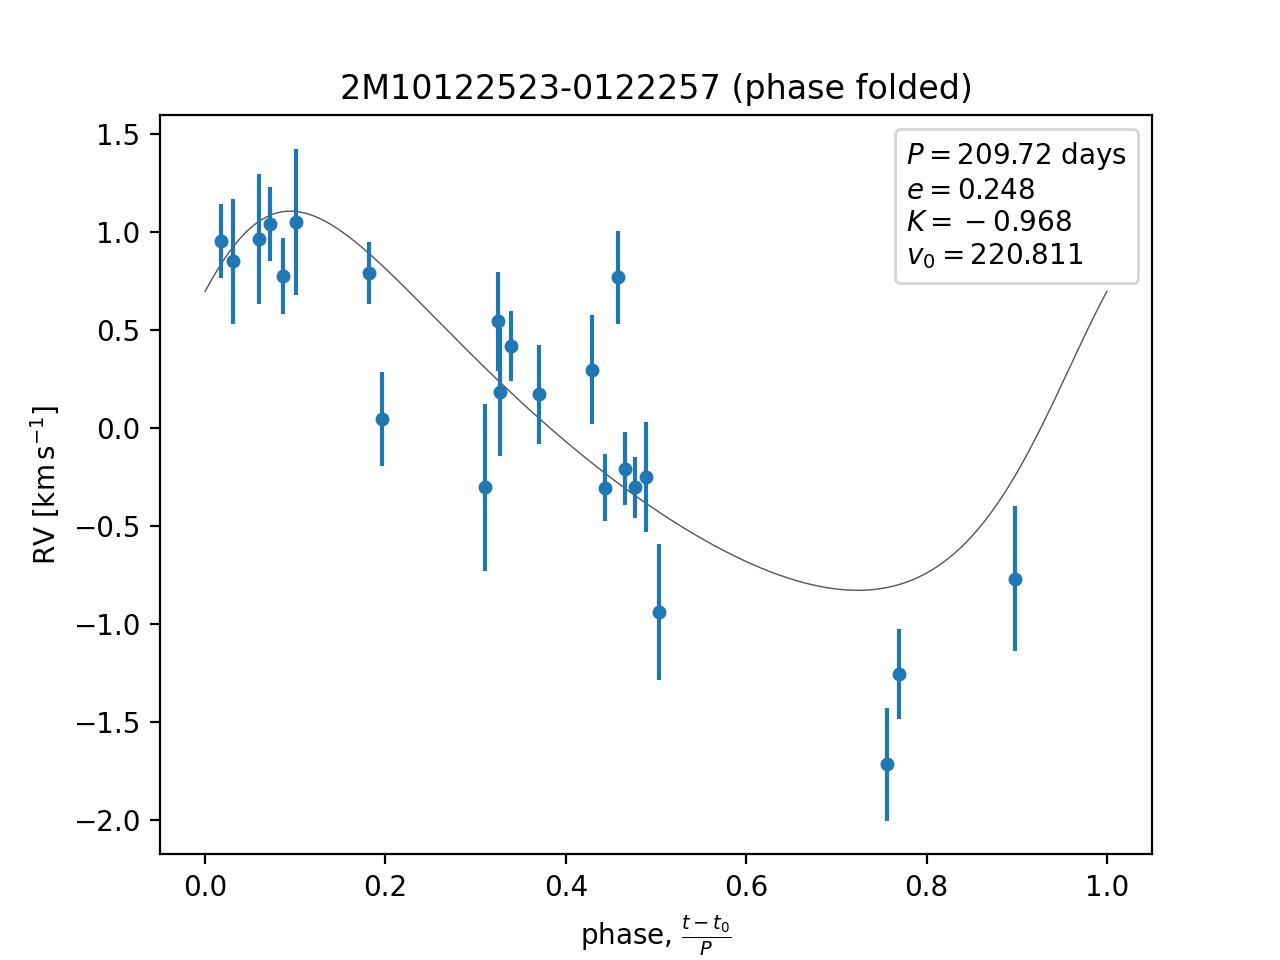 2M10122523-0122257 (phase folded)
P = 209.72 days
e = 0.248
K = −0.968
v₀ = 220.811
1.5
1.0
0.5
0.0
−0.5
−1.0
−1.5
−2.0
RV [km s⁻¹]
0.0 0.2 0.4 0.6 0.8 1.0
phase, (t − t₀)/P